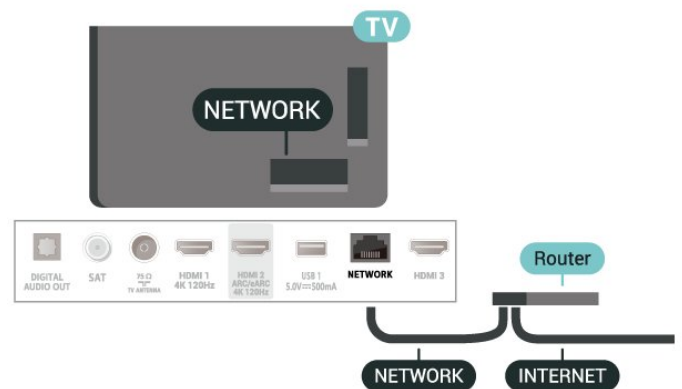 TV
NETWORK
DIGITAL
AUDIO OUT
SAT
75 Ω
TV ANTENNA
HDMI 1
4K 120Hz
HDMI 2
ARC/eARC
4K 120Hz
USB 1
5.0V⎓500mA
NETWORK
HDMI 3
Router
NETWORK
INTERNET